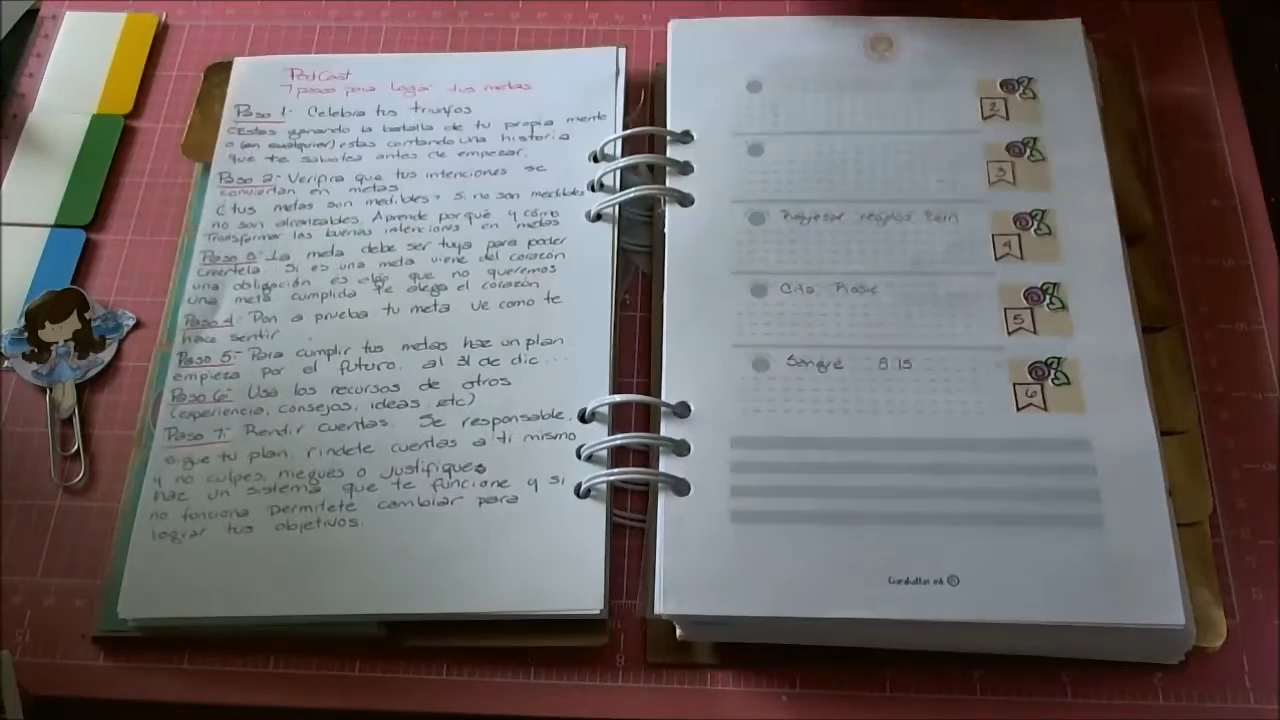 PodCast
7 pasos para lograr tus metas
Paso 1- Celebra tus triunfos
¿Estas ganando la batalla de tu propia mente
o estas contando una historia
que te sabotea antes de empezar.
Paso 2- Verifica que tus intenciones se
conviertan en metas
¿tus metas son medibles? Si no son medibles
no son alcanzables. Aprende por qué y cómo
Transformar las buenas intenciones en metas
Paso La meta debe ser tuya para poder
creertela. Si es una meta viene del corazón
una obligación es algo que no queremos
una meta cumplida te alega el corazón
Paso 4- Pon a prueba tu meta Ve como te
hace sentir.
Paso 5- Para cumplir tus metas haz un plan
empieza por el futuro. al 31 de dic...
Paso 6- Usa los recursos de otros
(experiencia, consejos, ideas etc)
Paso 7- Rendir cuentas. Se responsable,
sigue tu plan. rindete cuentas a ti mismo
y no culpes, niegues o Justifiques
haz un sistema que te funcione y si
no funciona permitete cambiar para
lograr tus objetivos.
2
3
regalos
4
Cita Rosie
5
Sangre 8:15
6